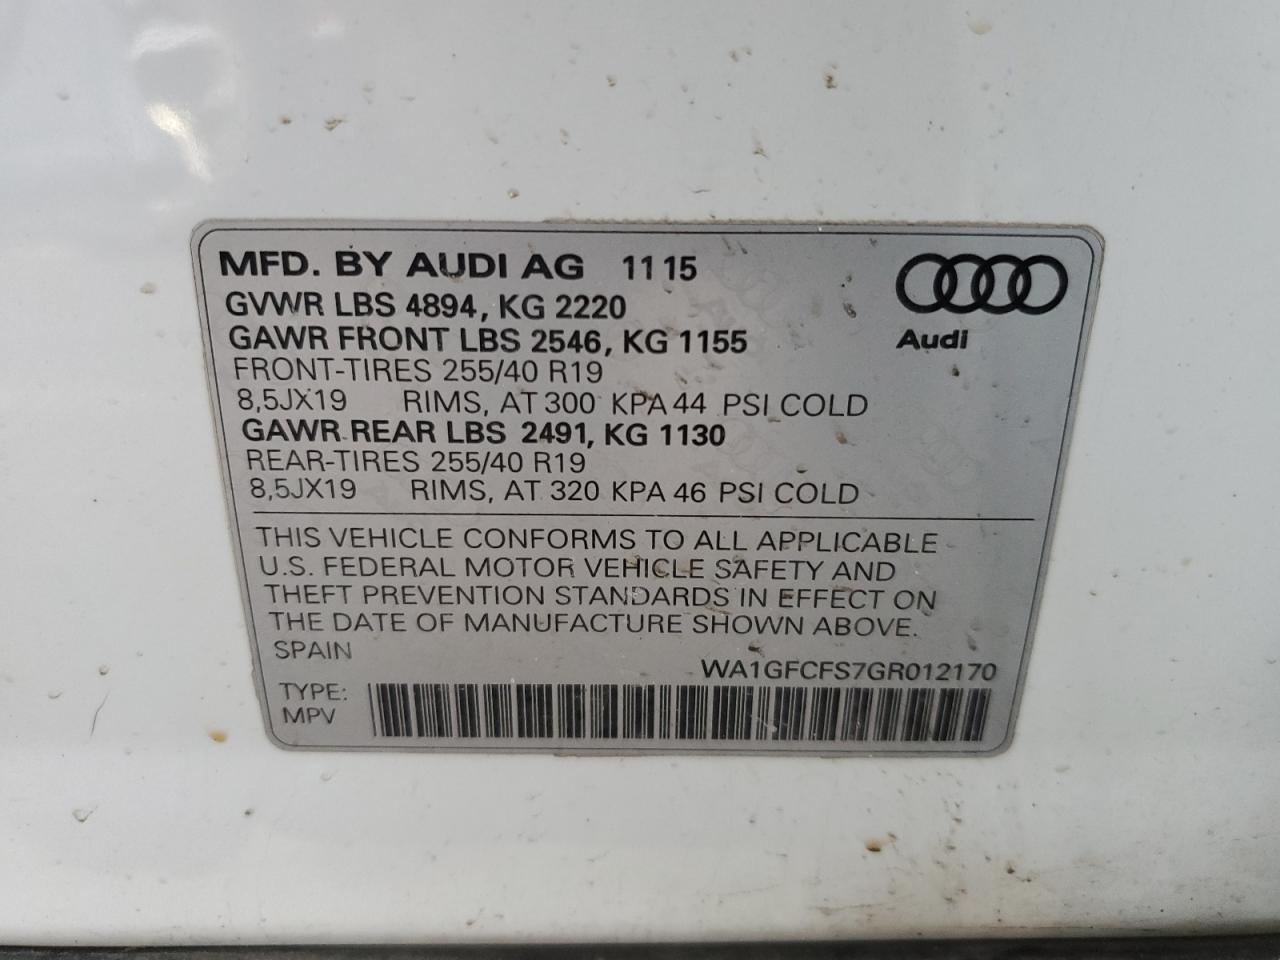 MFD. BY AUDI AG 11 15
GVWR LBS 4894, KG 2220
GAWR FRONT LBS 2546, KG 1155
Audi
FRONT-TIRES 255/40 R19
8,5JX19 RIMS, AT 300 KPA 44 PSI COLD
GAWR REAR LBS 2491, KG 1130
REAR-TIRES 255/40 R19
8,5JX19 RIMS, AT 320 KPA 46 PSI COLD
THIS VEHICLE CONFORMS TO ALL APPLICABLE
U.S. FEDERAL MOTOR VEHICLE SAFETY AND
THEFT PREVENTION STANDARDS IN EFFECT ON
THE DATE OF MANUFACTURE SHOWN ABOVE.
SPAIN
WA1GFCFS7GR012170
TYPE:
MPV